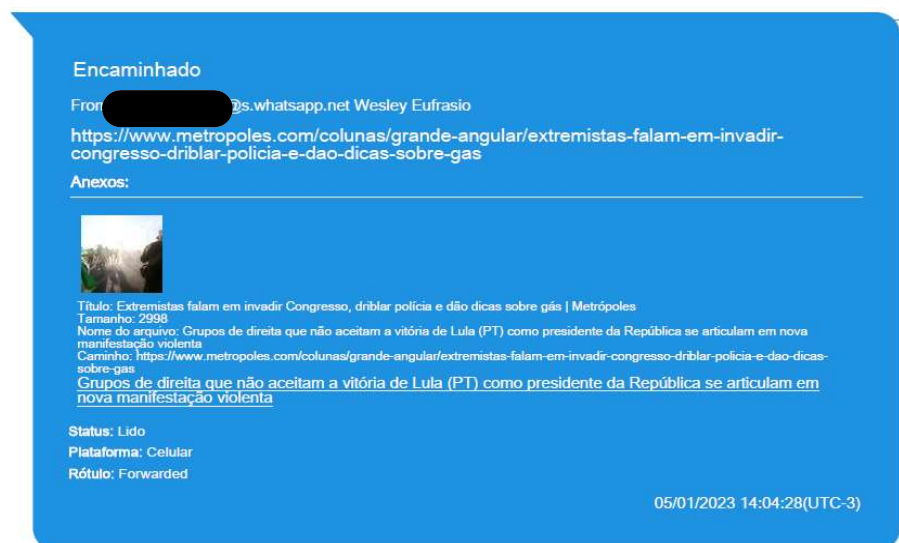 Encaminhado
From @s.whatsapp.net Wesley Eufrasio
https://www.metropoles.com/colunas/grande-angular/extremistas-falam-em-invadir-
congresso-driblar-policia-e-dao-dicas-sobre-gas
Anexos:
Título: Extremistas falam em invadir Congresso, driblar polícia e dão dicas sobre gás | Metrópoles
Tamanho: 2998
Nome do arquivo: Grupos de direita que não aceitam a vitória de Lula (PT) como presidente da República se articulam em nova
manifestação violenta
Caminho: https://www.metropoles.com/colunas/grande-angular/extremistas-falam-em-invadir-congresso-driblar-policia-e-dao-dicas-
sobre-gas
Grupos de direita que não aceitam a vitória de Lula (PT) como presidente da República se articulam em
nova manifestação violenta
Status: Lido
Plataforma: Celular
Rótulo: Forwarded
05/01/2023 14:04:28(UTC-3)